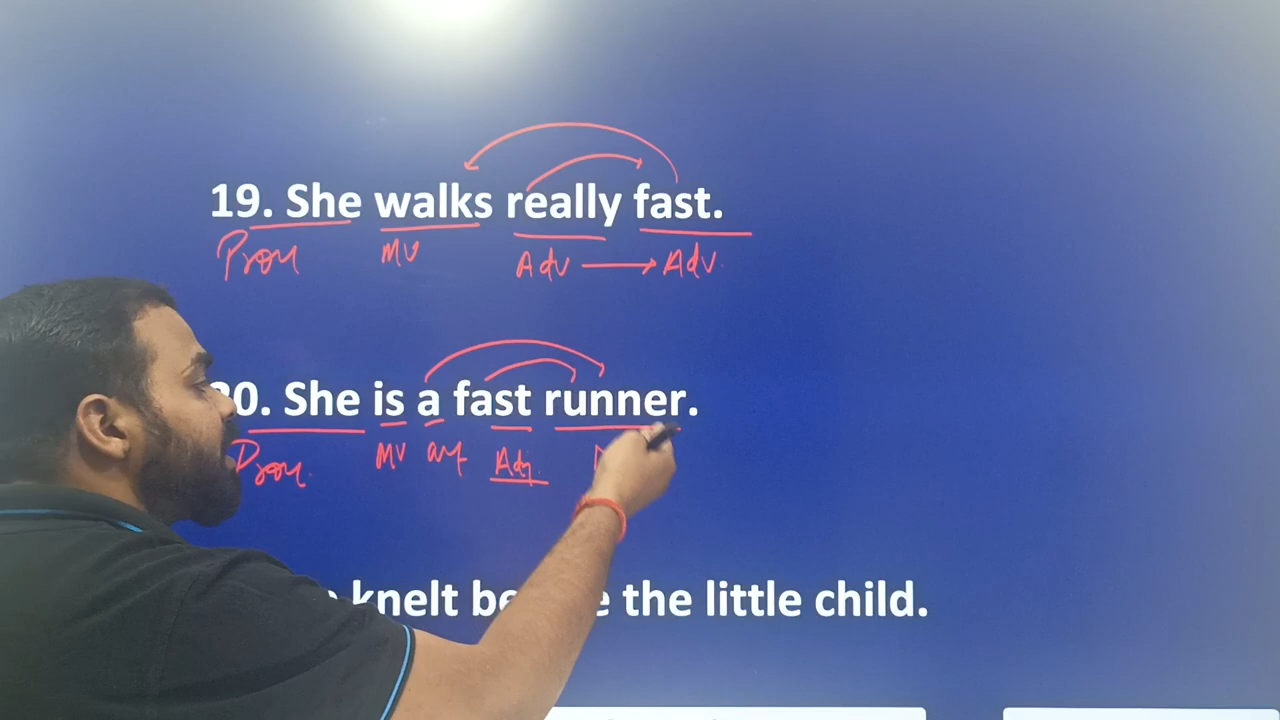 19. She walks really fast.
Pron MV Adv Adv
20. She is a fast runner.
Pron. MV art Adj.
knelt the little child.